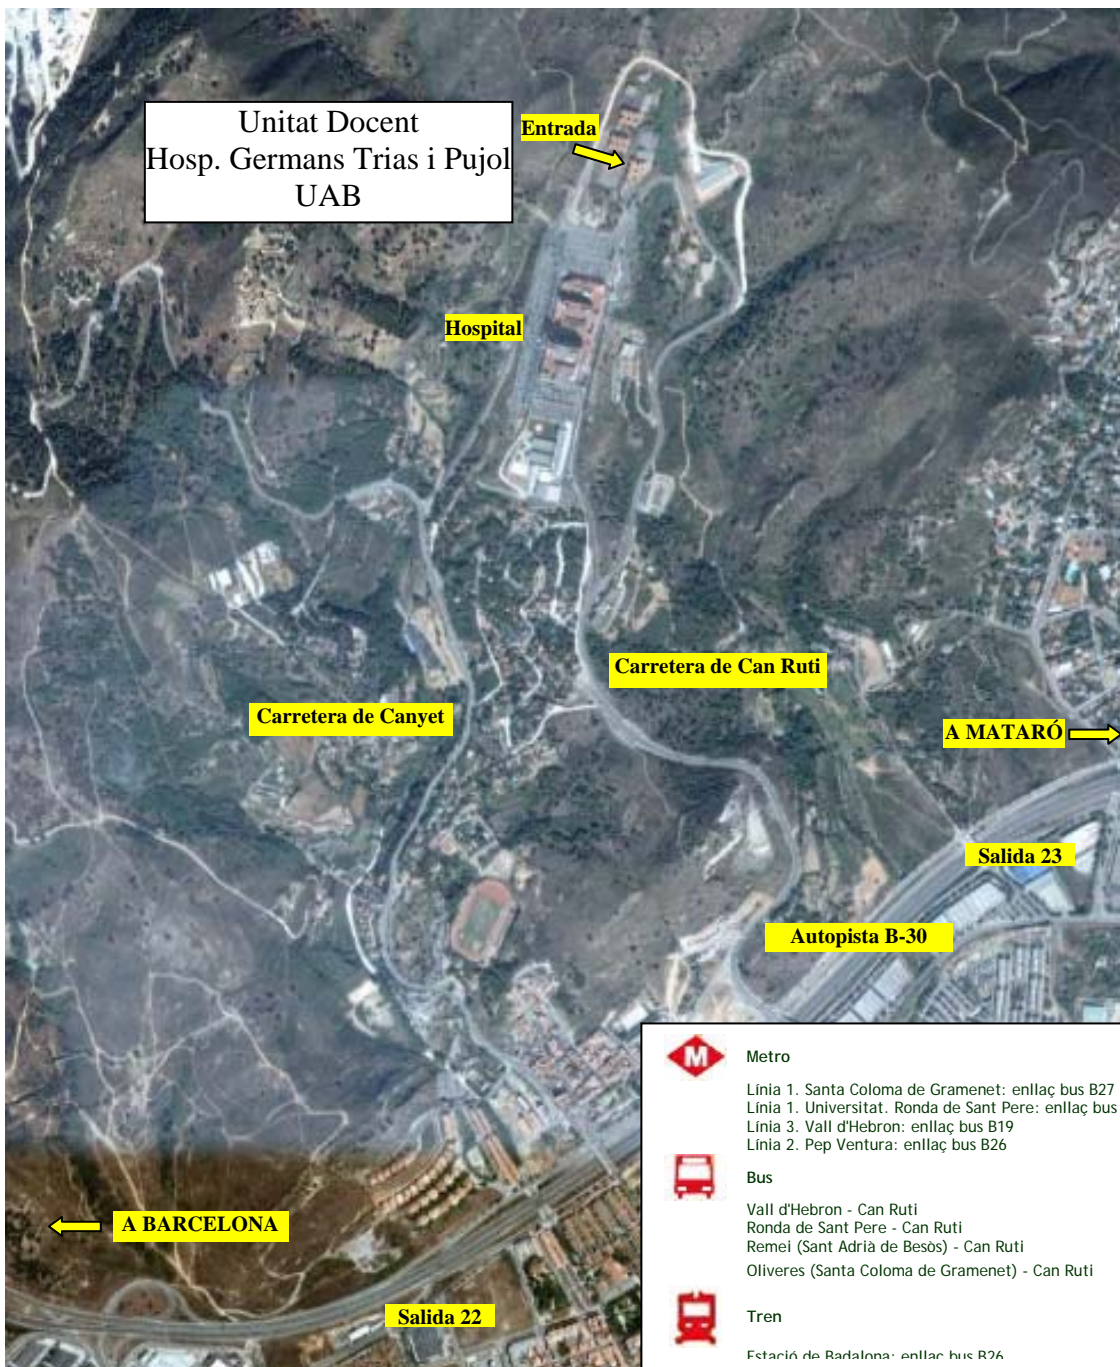 Unitat Docent
Hosp. Germans Trias i Pujol
UAB
Entrada
Hospital
Carretera de Can Ruti
Carretera de Canyet
A MATARÓ
Salida 23
Autopista B-30
A BARCELONA
Salida 22
M
Metro
Línia 1. Santa Coloma de Gramenet: enllaç bus B27
Línia 1. Universitat. Ronda de Sant Pere: enllaç bus
Línia 3. Vall d'Hebron: enllaç bus B19
Línia 2. Pep Ventura: enllaç bus B26
Bus
Vall d'Hebron - Can Ruti
Ronda de Sant Pere - Can Ruti
Remei (Sant Adrià de Besòs) - Can Ruti
Oliveres (Santa Coloma de Gramenet) - Can Ruti
Tren
Estació de Badalona: enllaç bus B26